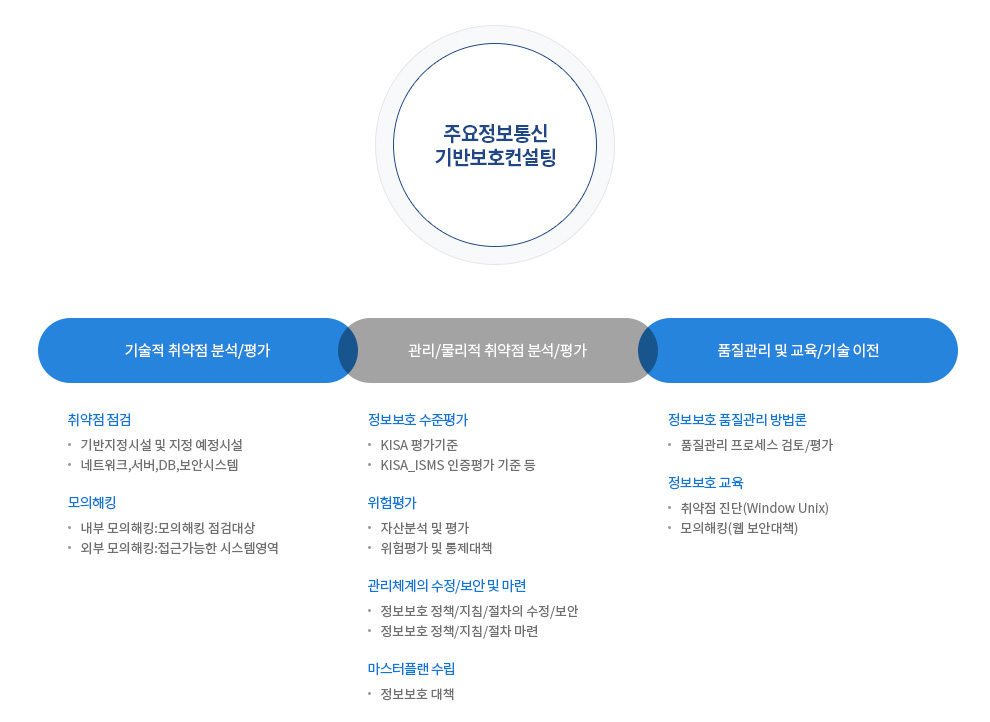 주요정보통신
기반보호컨설팅
기술적 취약점 분석/평가
관리/물리적 취약점 분석/평가
품질관리 및 교육/기술 이전
취약점 점검
• 기반지정시설 및 지정 예정시설
• 네트워크,서버,DB,보안시스템
모의해킹
• 내부 모의해킹:모의해킹 점검대상
• 외부 모의해킹:접근가능한 시스템영역
정보보호 수준평가
• KISA 평가기준
• KISA_ISMS 인증평가 기준 등
위험평가
• 자산분석 및 평가
• 위험평가 및 통제대책
관리체계의 수정/보안 및 마련
• 정보보호 정책/지침/절차의 수정/보안
• 정보보호 정책/지침/절차 마련
마스터플랜 수립
• 정보보호 대책
정보보호 품질관리 방법론
• 품질관리 프로세스 검토/평가
정보보호 교육
• 취약점 진단(Window Unix)
• 모의해킹(웹 보안대책)